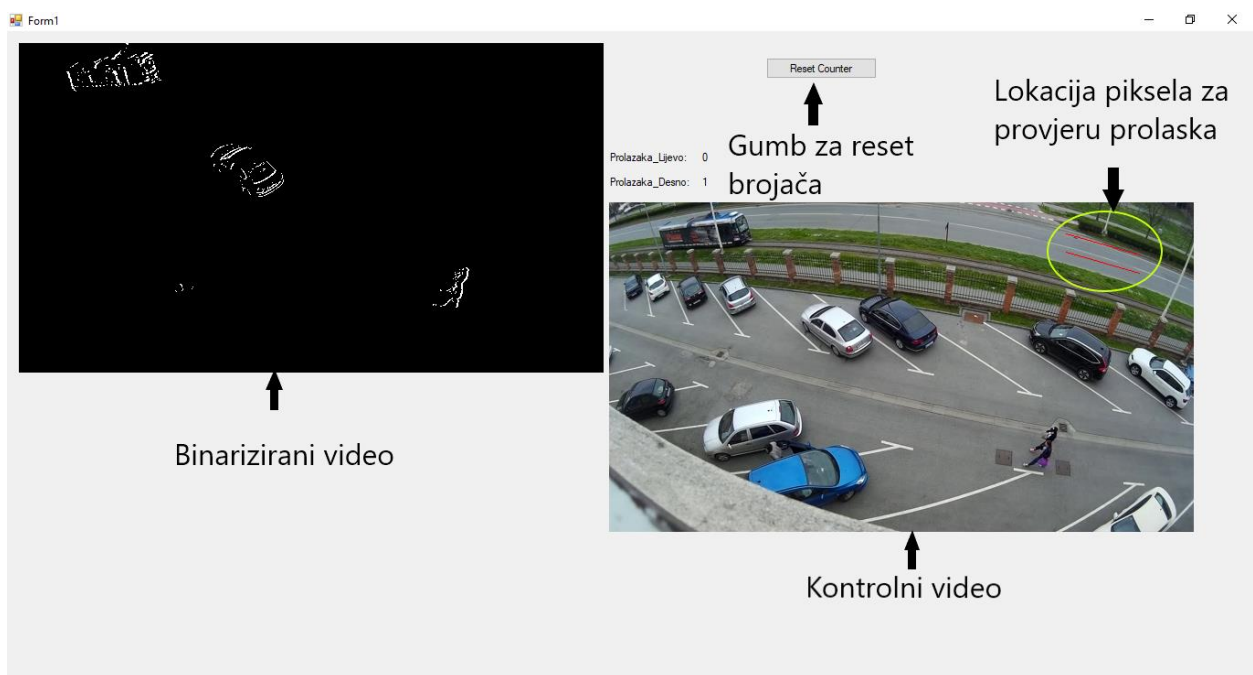 Form1
Reset Counter
Lokacija piksela za
provjeru prolaska
Gumb za reset
brojača
Prolazaka_Lijevo: 0
Prolazaka_Desno: 1
Binarizirani video
Kontrolni video